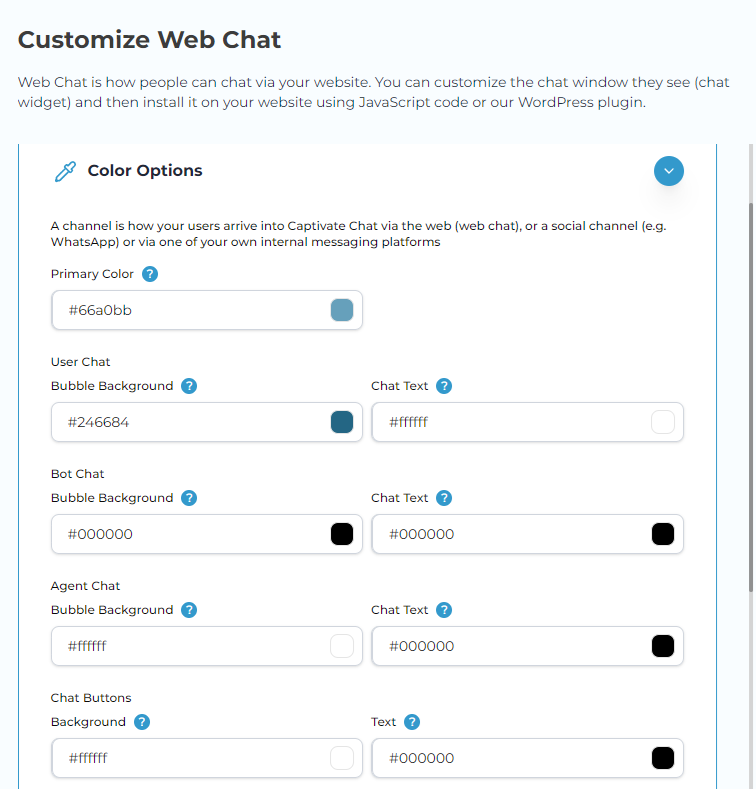 Customize Web Chat
Web Chat is how people can chat via your website. You can customize the chat window they see (chat
widget) and then install it on your website using JavaScript code or our WordPress plugin.
Color Options
A channel is how your users arrive into Captivate Chat via the web (web chat), or a social channel (e.g.
WhatsApp) or via one of your own internal messaging platforms
Primary Color ?
#66a0bb
User Chat
Bubble Background ? Chat Text ?
#246684 #ffffff
Bot Chat
Bubble Background ? Chat Text ?
#000000 #000000
Agent Chat
Bubble Background ? Chat Text ?
#ffffff #000000
Chat Buttons
Background ? Text ?
#ffffff #000000